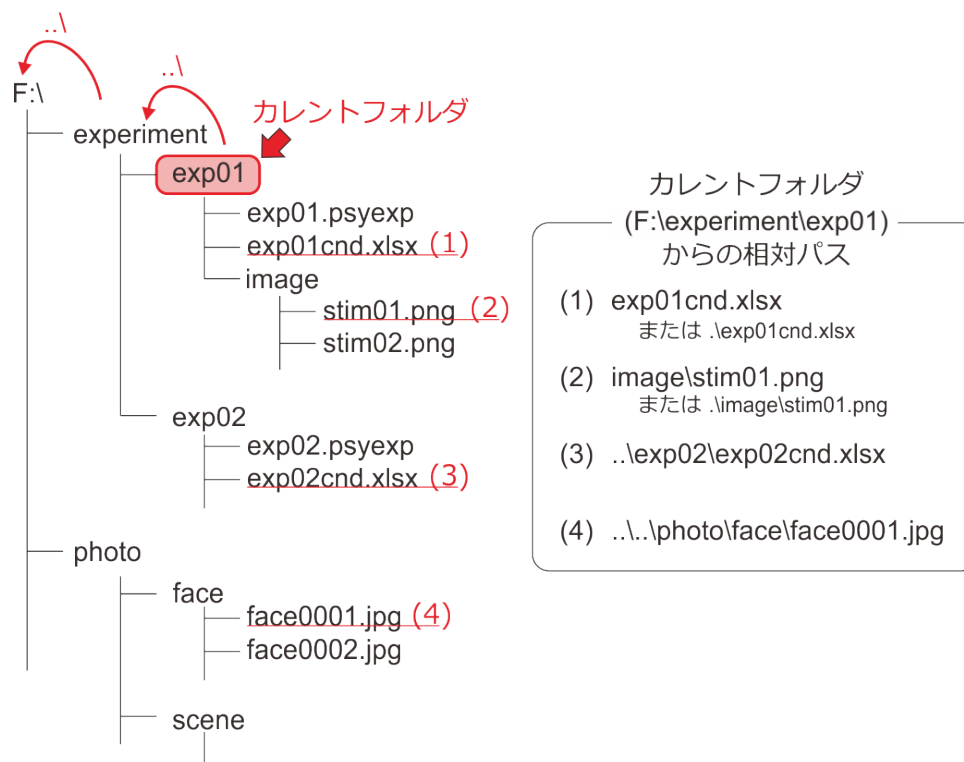 ..\
..\
F:\
カレントフォルダ
experiment
exp01
exp01.psyexp
exp01cnd.xlsx (1)
image
stim01.png (2)
stim02.png
exp02
exp02.psyexp
exp02cnd.xlsx (3)
photo
face
face0001.jpg (4)
face0002.jpg
scene
カレントフォルダ
(F:\experiment\exp01)
からの相対パス
(1) exp01cnd.xlsx
または .\exp01cnd.xlsx
(2) image\stim01.png
または .\image\stim01.png
(3) ..\exp02\exp02cnd.xlsx
(4) ..\..\photo\face\face0001.jpg